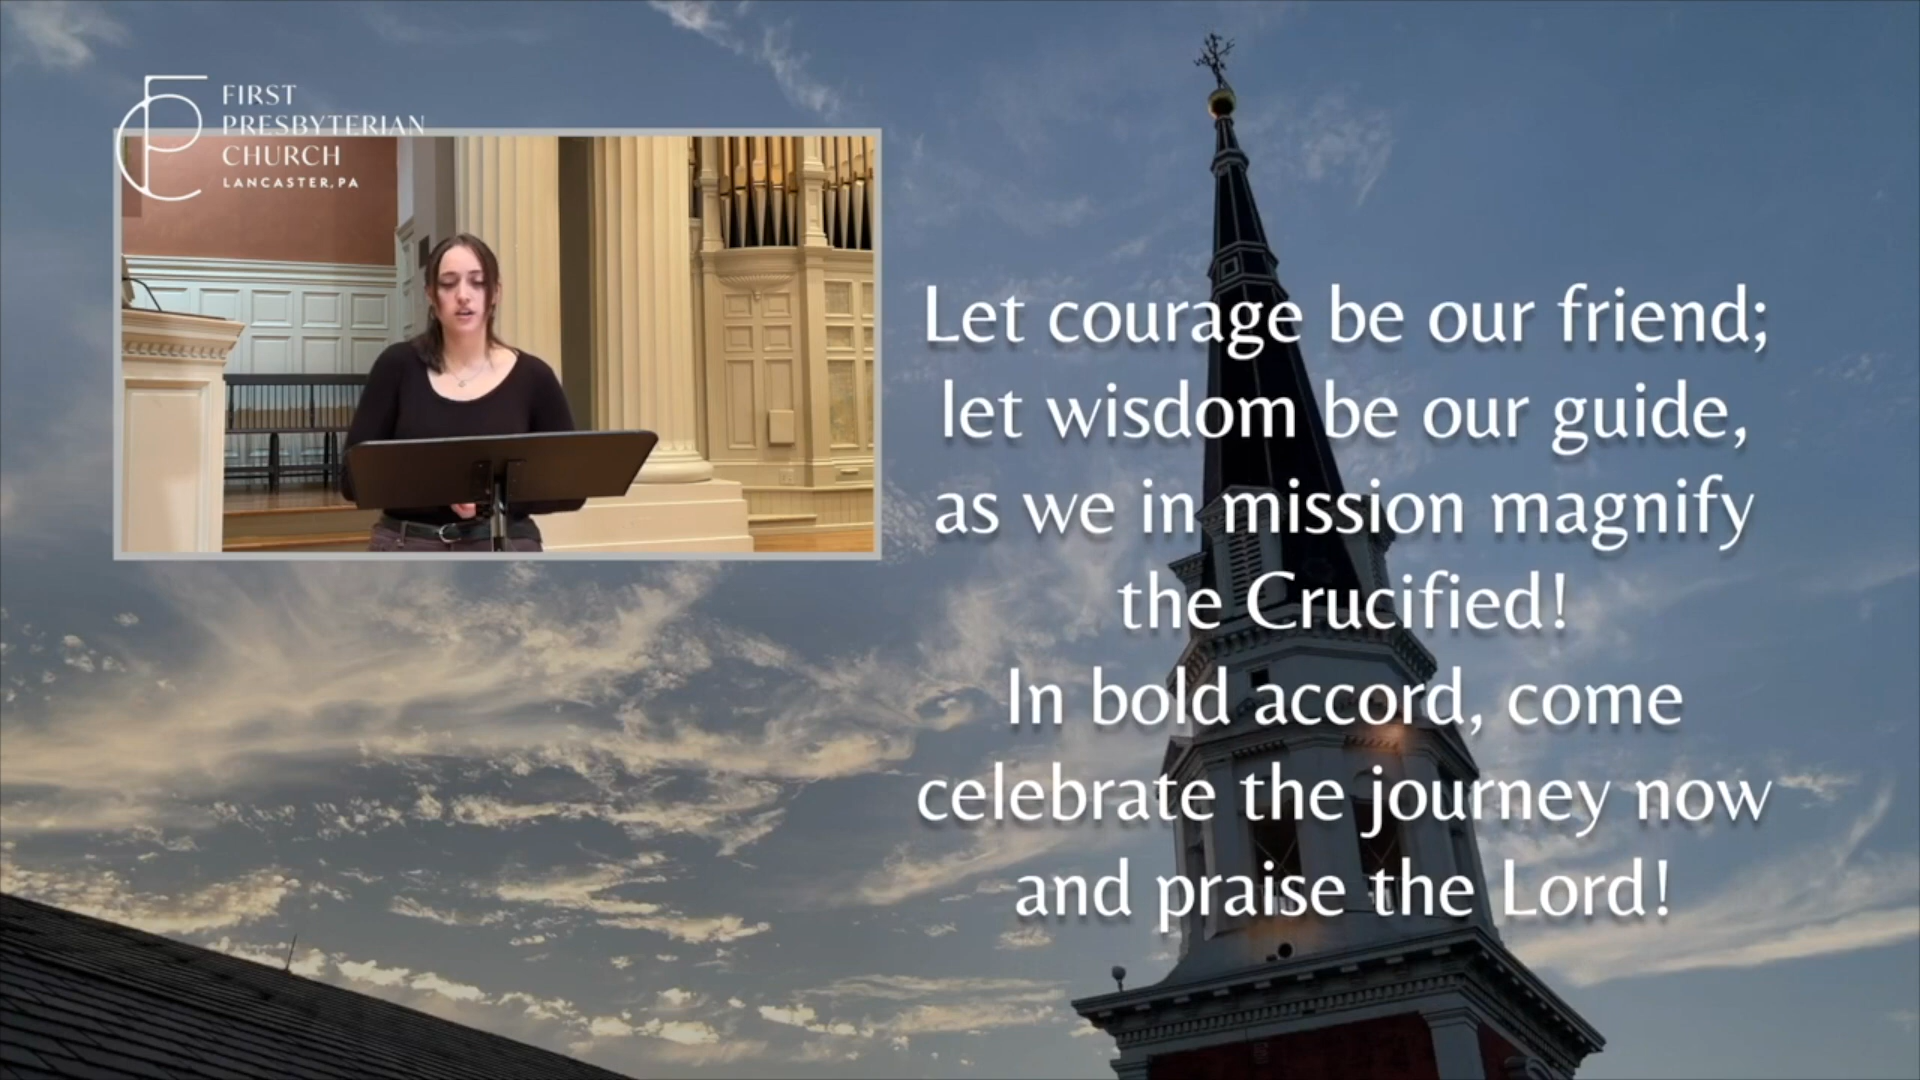 FIRST
PRESBYTERIAN
CHURCH
LANCASTER, PA
Let courage be our friend;
let wisdom be our guide,
as we in mission magnify
the Crucified!
In bold accord, come
celebrate the journey now
and praise the Lord!